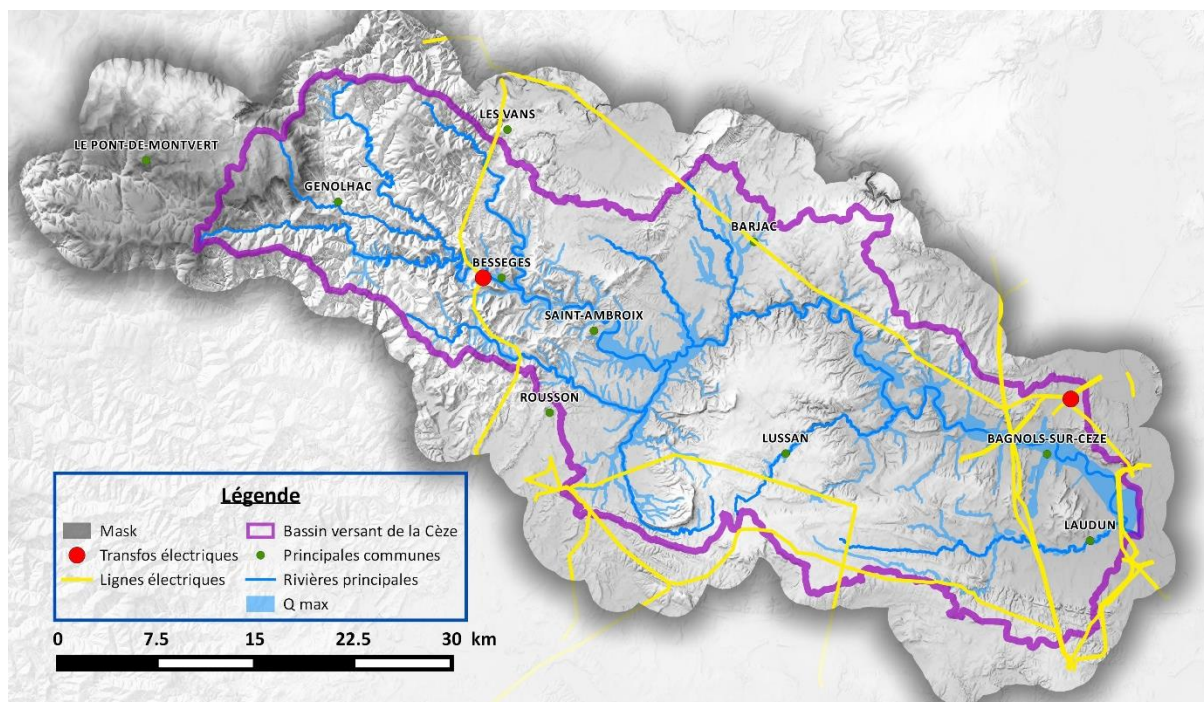 LES VANS
LE PONT-DE-MONTVERT
GENOLHAC
BARJAC
BESSEGES
SAINT-AMBROIX
ROUSSON
LUSSAN
BAGNOLS-SUR-CEZE
LAUDUN
Légende
Mask
Bassin versant de la Cèze
Transfos électriques
Principales communes
Lignes électriques
Rivières principales
Q max
0 7.5 15 22.5 30 km